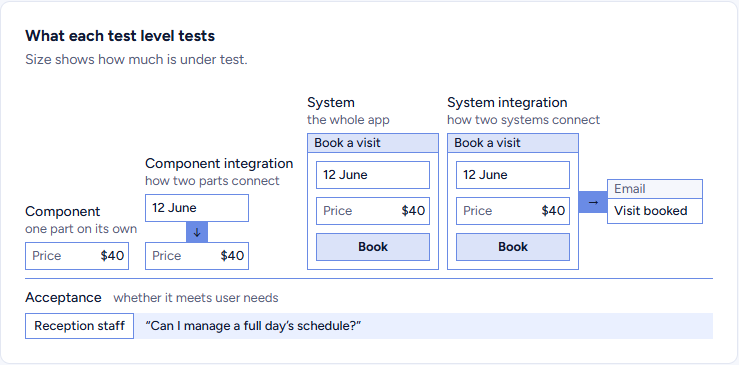 What each test level tests
Size shows how much is under test.
Component
one part on its own
Price $40
Component integration
how two parts connect
12 June
↓
Price $40
System
the whole app
Book a visit
12 June
Price $40
Book
System integration
how two systems connect
Book a visit
12 June
Price $40
Book
→
Email
Visit booked
Acceptance whether it meets user needs
Reception staff “Can I manage a full day’s schedule?”